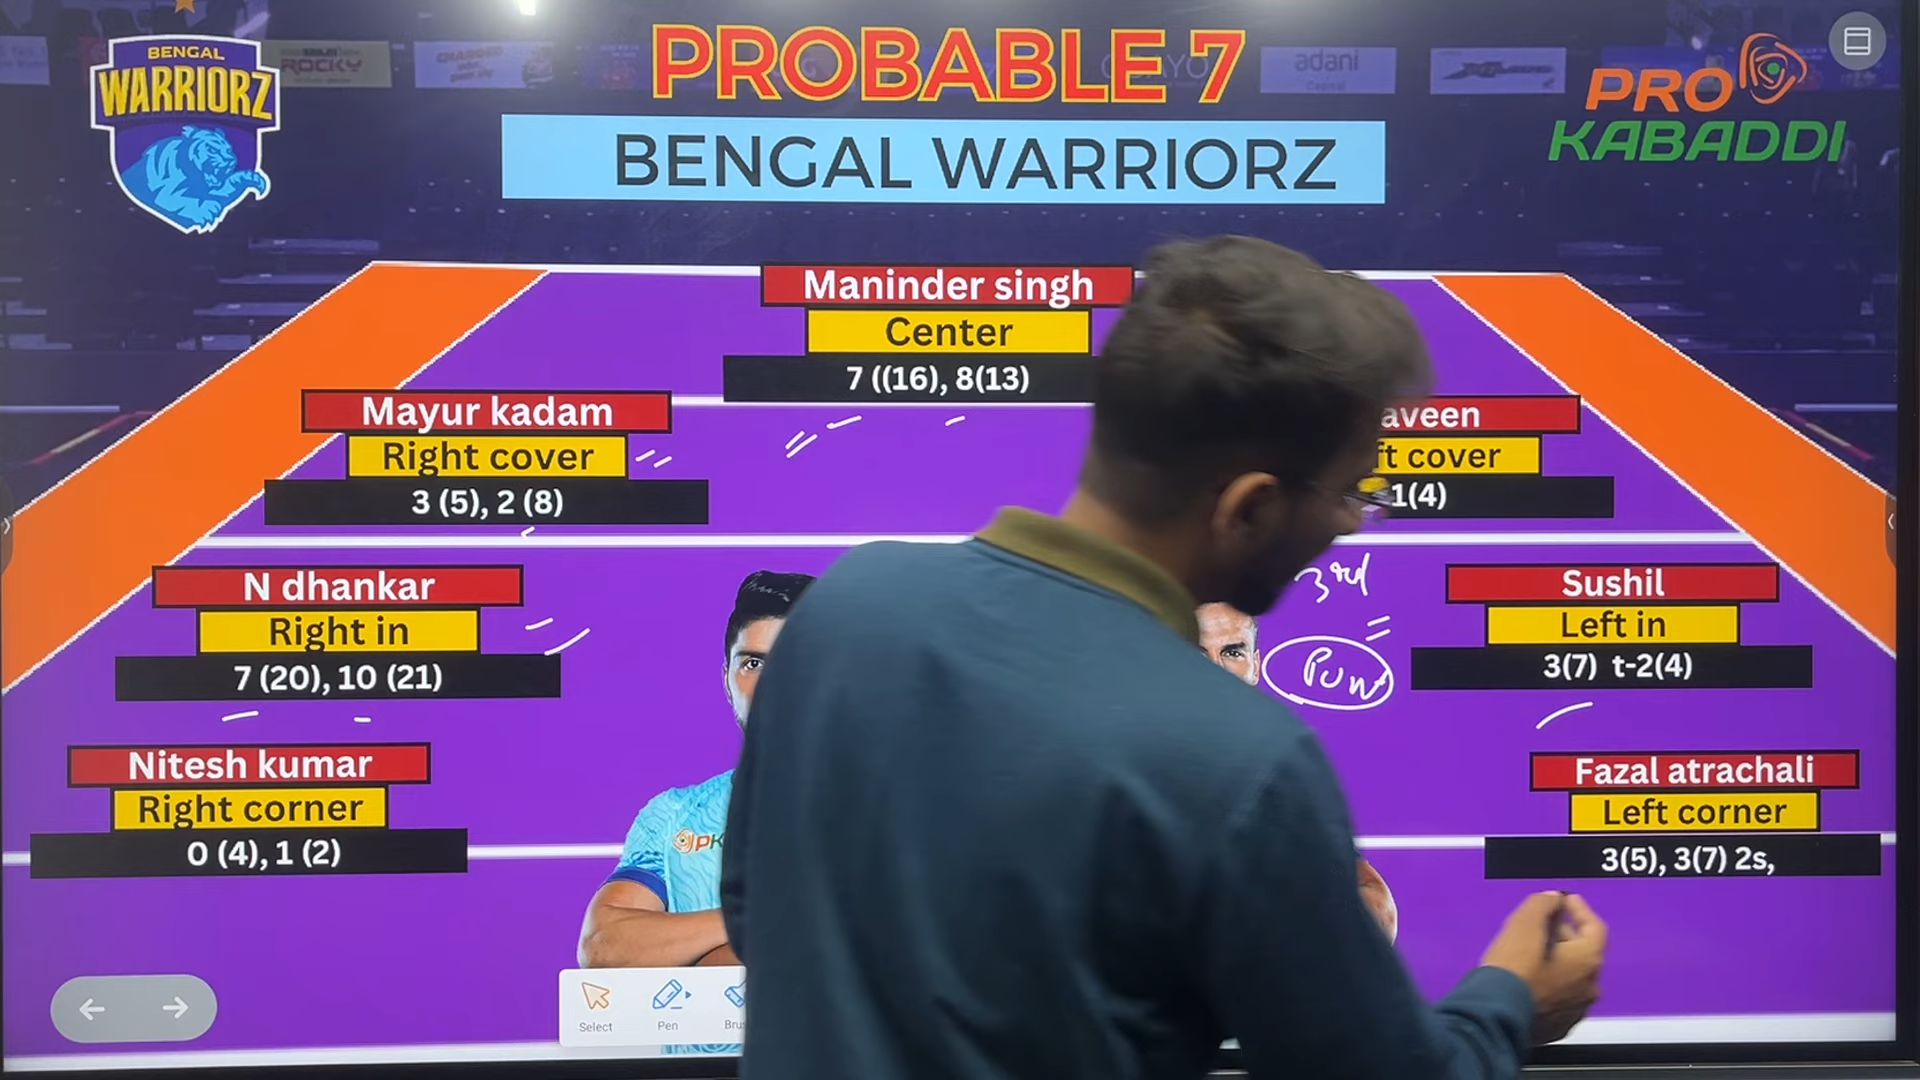 PROBABLE 7
BENGAL
WARRIORZ
ROCKY
adani
PRO
KABADDI
BENGAL WARRIORZ
Maninder singh
Center
7 ((16), 8(13)
Mayur kadam
Right cover
3 (5), 2 (8)
aveen
ft cover
1(4)
N dhankar
Right in
7 (20), 10 (21)
3rd
Sushil
Left in
3(7) t-2(4)
Nitesh kumar
Right corner
0 (4), 1 (2)
PK
Fazal atrachali
Left corner
3(5), 3(7) 2s,
Select
Pen
Bru